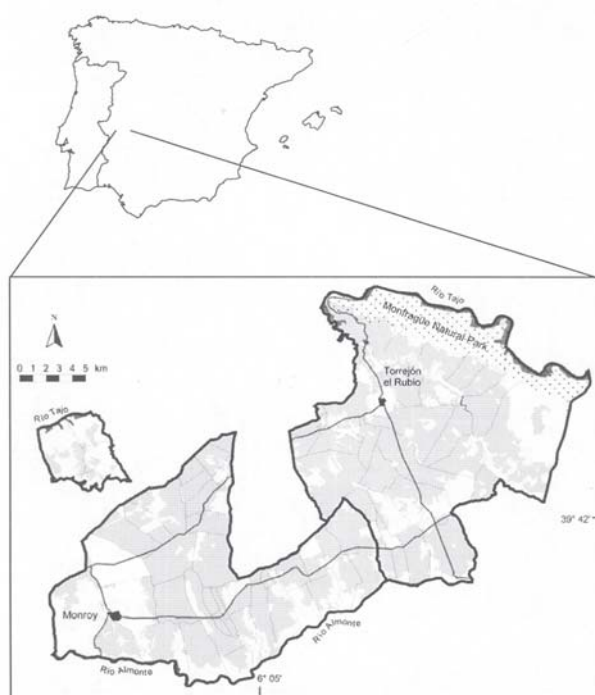 Río Tajo
Monfragüe Natural Park
N
0 1 2 3 4 5 km
Torrejón
el Rubio
Río Tajo
39° 42'
Monroy
Río Almonte
Río Almonte
6° 05'